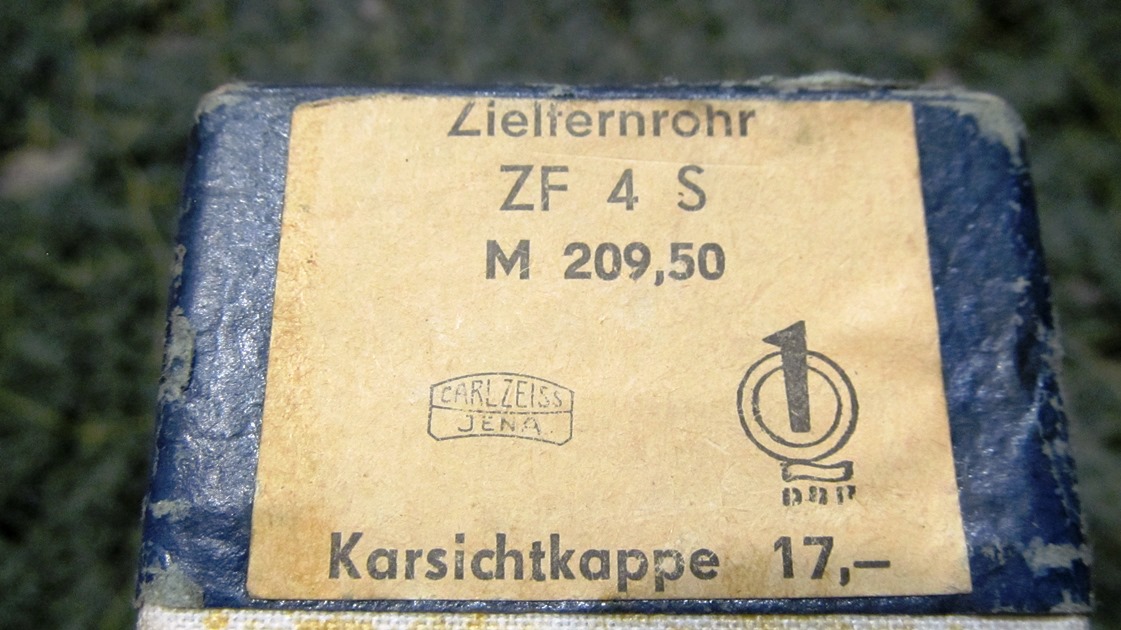 Zielfernrohr
ZF 4 S
M 209,50
CARL ZEISS
JENA
1
DDR
Karsichtkappe 17,—